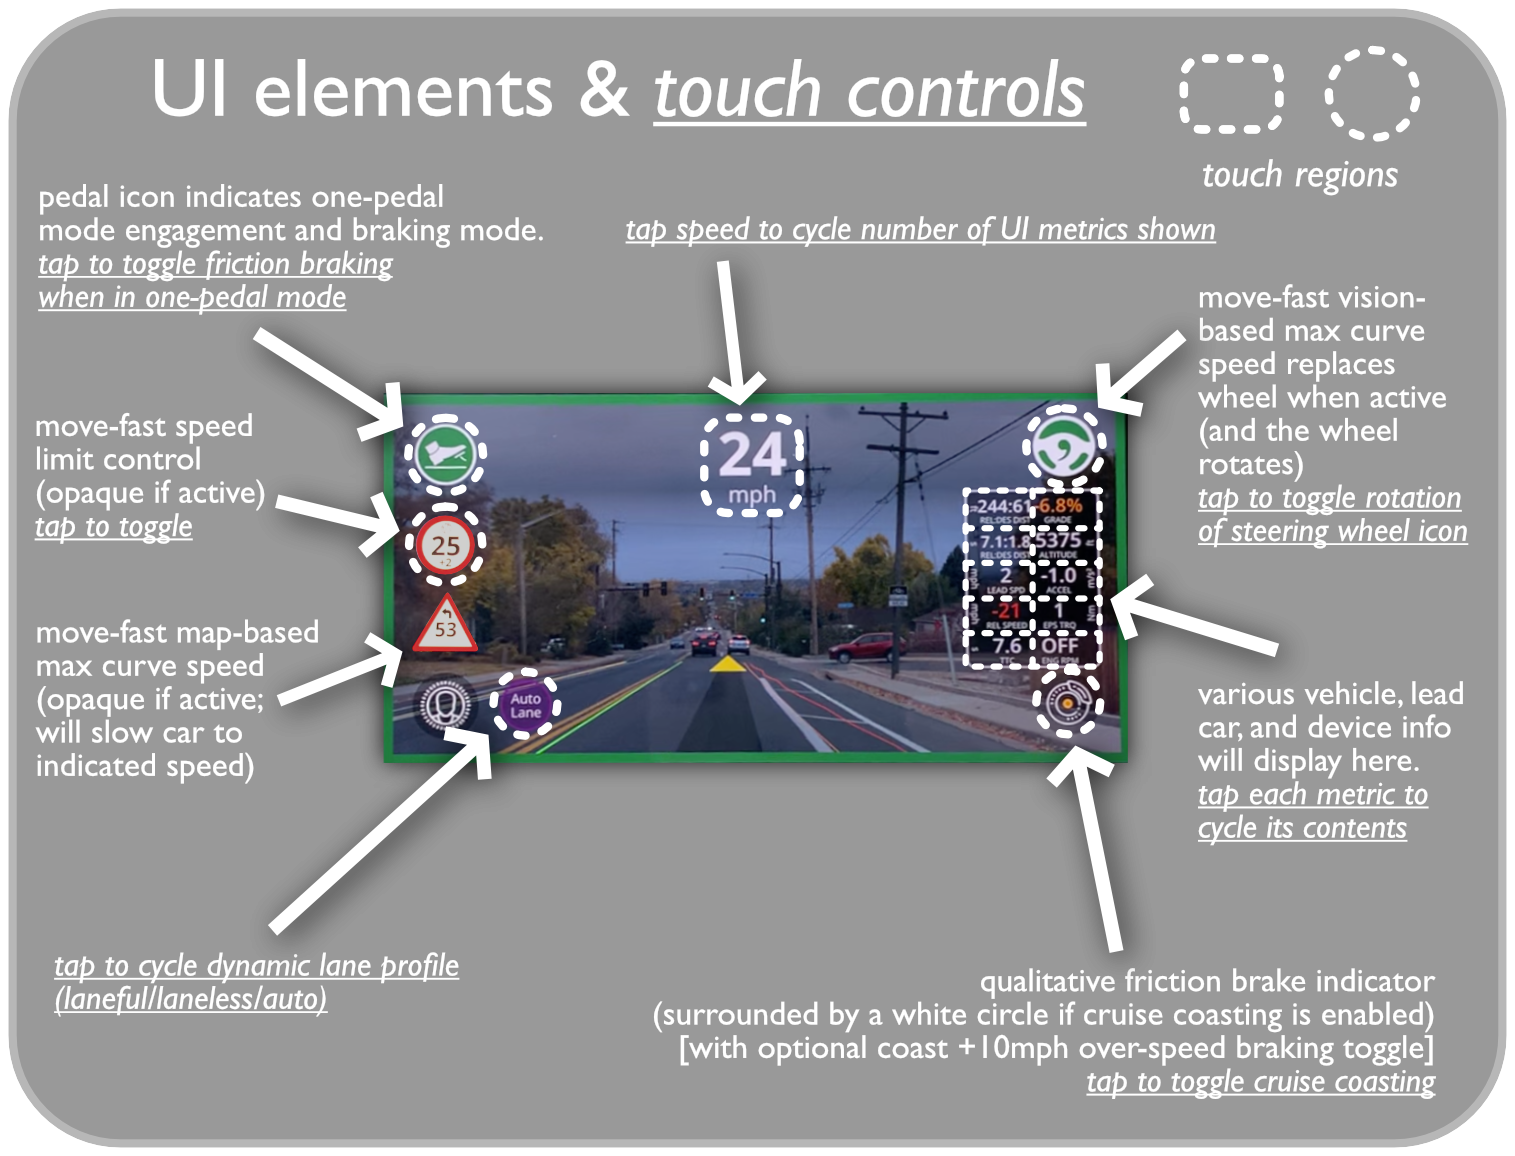 UI elements & touch controls
touch regions
pedal icon indicates one-pedal
mode engagement and braking mode.
tap to toggle friction braking
when in one-pedal mode
tap speed to cycle number of UI metrics shown
move-fast vision-
based max curve
speed replaces
wheel when active
(and the wheel
rotates)
tap to toggle rotation
of steering wheel icon
move-fast speed
limit control
(opaque if active)
tap to toggle
move-fast map-based
max curve speed
(opaque if active;
will slow car to
indicated speed)
24
mph
25
+2
53
Auto
Lane
244:61 -6.8%
REL:DES DIST GRADE
7.1:1.8 5375
REL:DES DIST ALTITUDE
2 -1.0
mph
LEAD SPD ACCEL
-21 1
mph Nm
REL SPEED EPS TRQ
7.6 OFF
TTC ENG RPM
various vehicle, lead
car, and device info
will display here.
tap each metric to
cycle its contents
tap to cycle dynamic lane profile
(laneful/laneless/auto)
qualitative friction brake indicator
(surrounded by a white circle if cruise coasting is enabled)
[with optional coast +10mph over-speed braking toggle]
tap to toggle cruise coasting